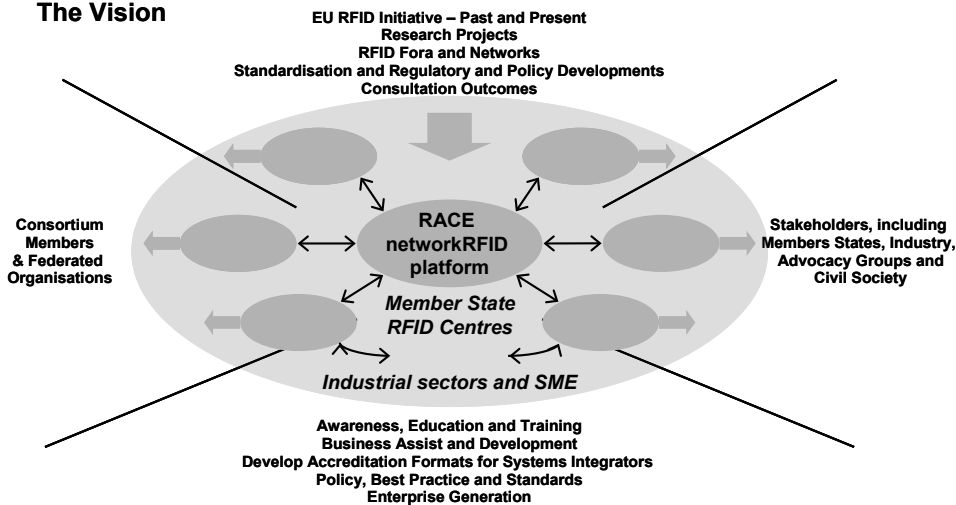 The Vision
EU RFID Initiative – Past and Present
Research Projects
RFID Fora and Networks
Standardisation and Regulatory and Policy Developments
Consultation Outcomes
Consortium
Members
& Federated
Organisations
RACE
networkRFID
platform
Stakeholders, including
Members States, Industry,
Advocacy Groups and
Civil Society
Member State
RFID Centres
Industrial sectors and SME
Awareness, Education and Training
Business Assist and Development
Develop Accreditation Formats for Systems Integrators
Policy, Best Practice and Standards
Enterprise Generation